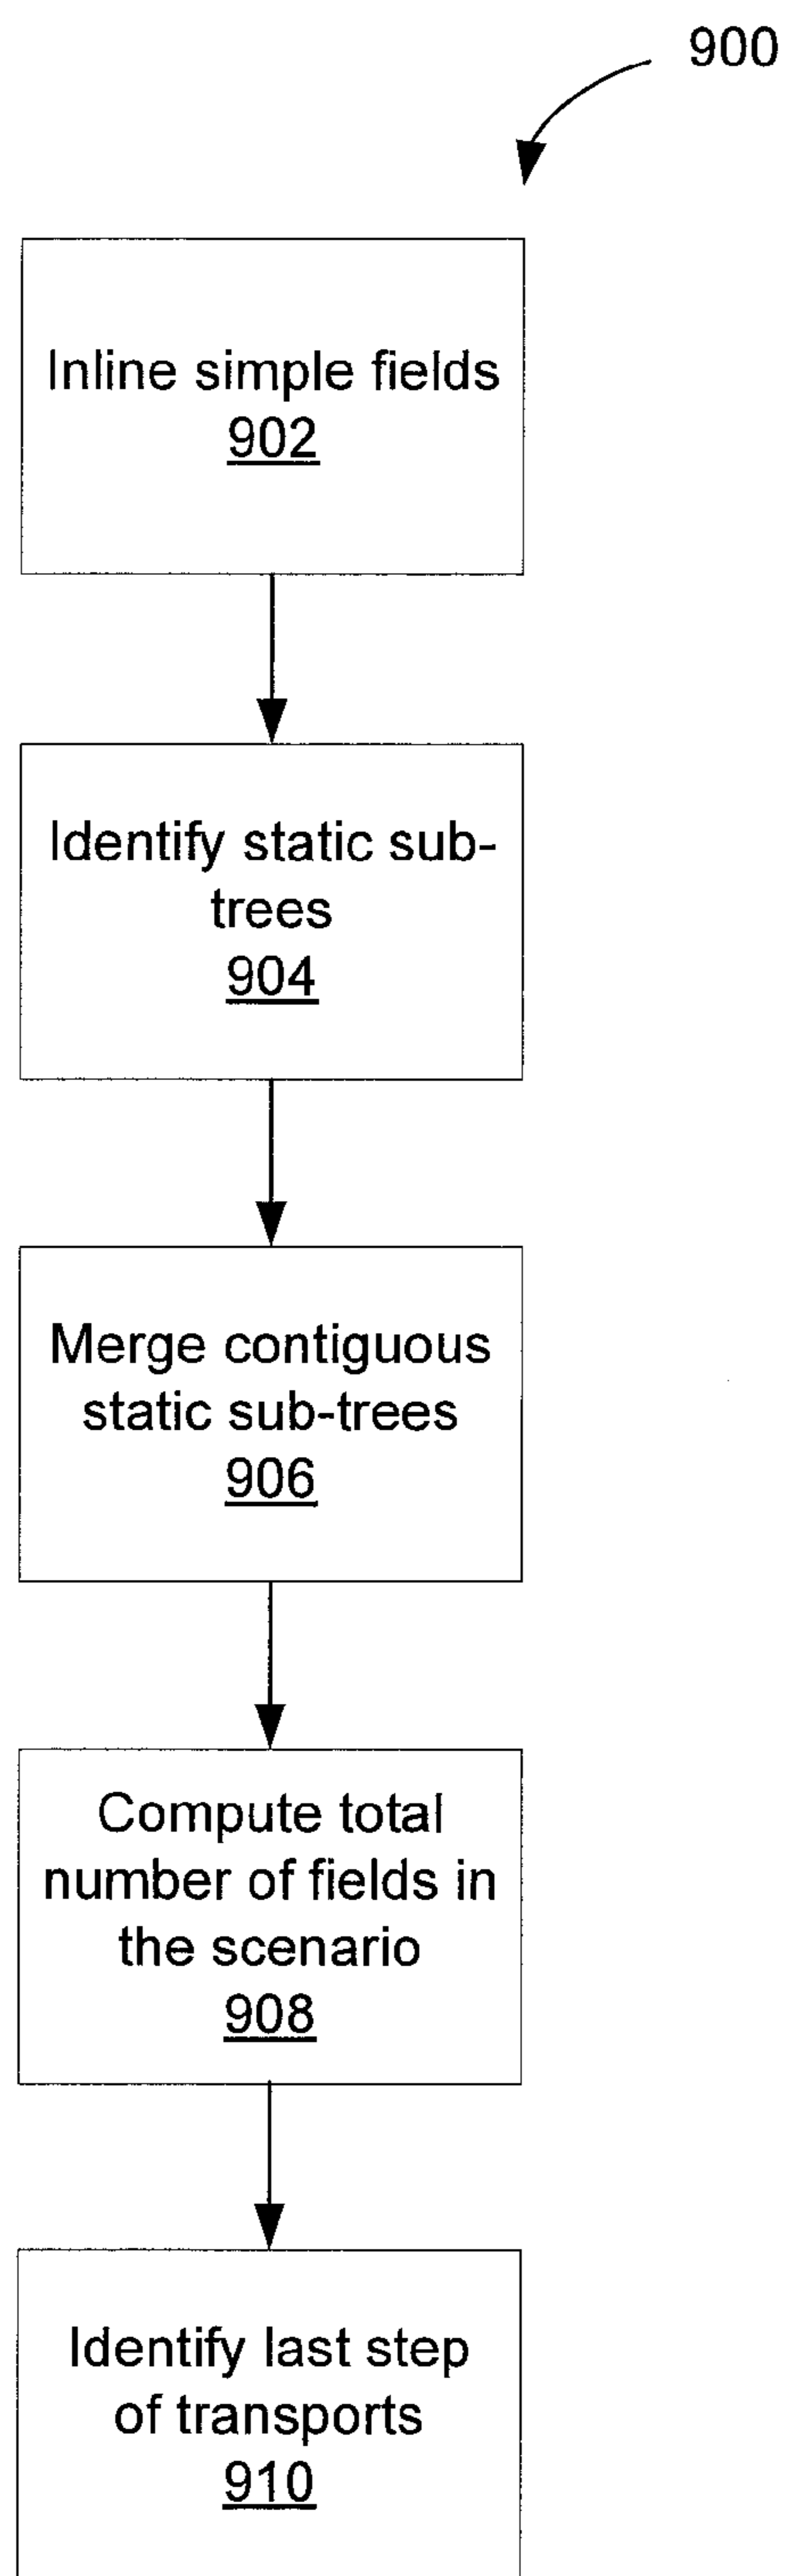 900
Inline simple fields
902
Identify static sub-
trees
904
Merge contiguous
static sub-trees
906
Compute total
number of fields in
the scenario
908
Identify last step
of transports
910